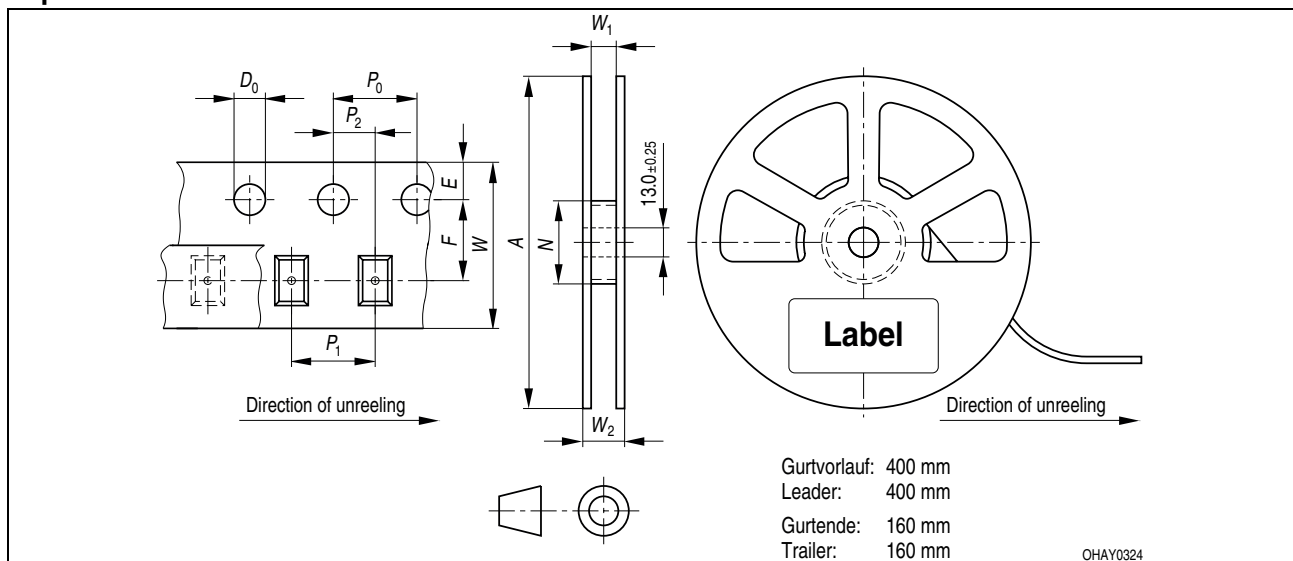 W1
D0
P0
P2
E
F
W
A
N
13.0±0.25
Label
P1
Direction of unreeling
W2
Direction of unreeling
Gurtvorlauf: 400 mm
Leader: 400 mm
Gurtende: 160 mm
Trailer: 160 mm
OHAY0324